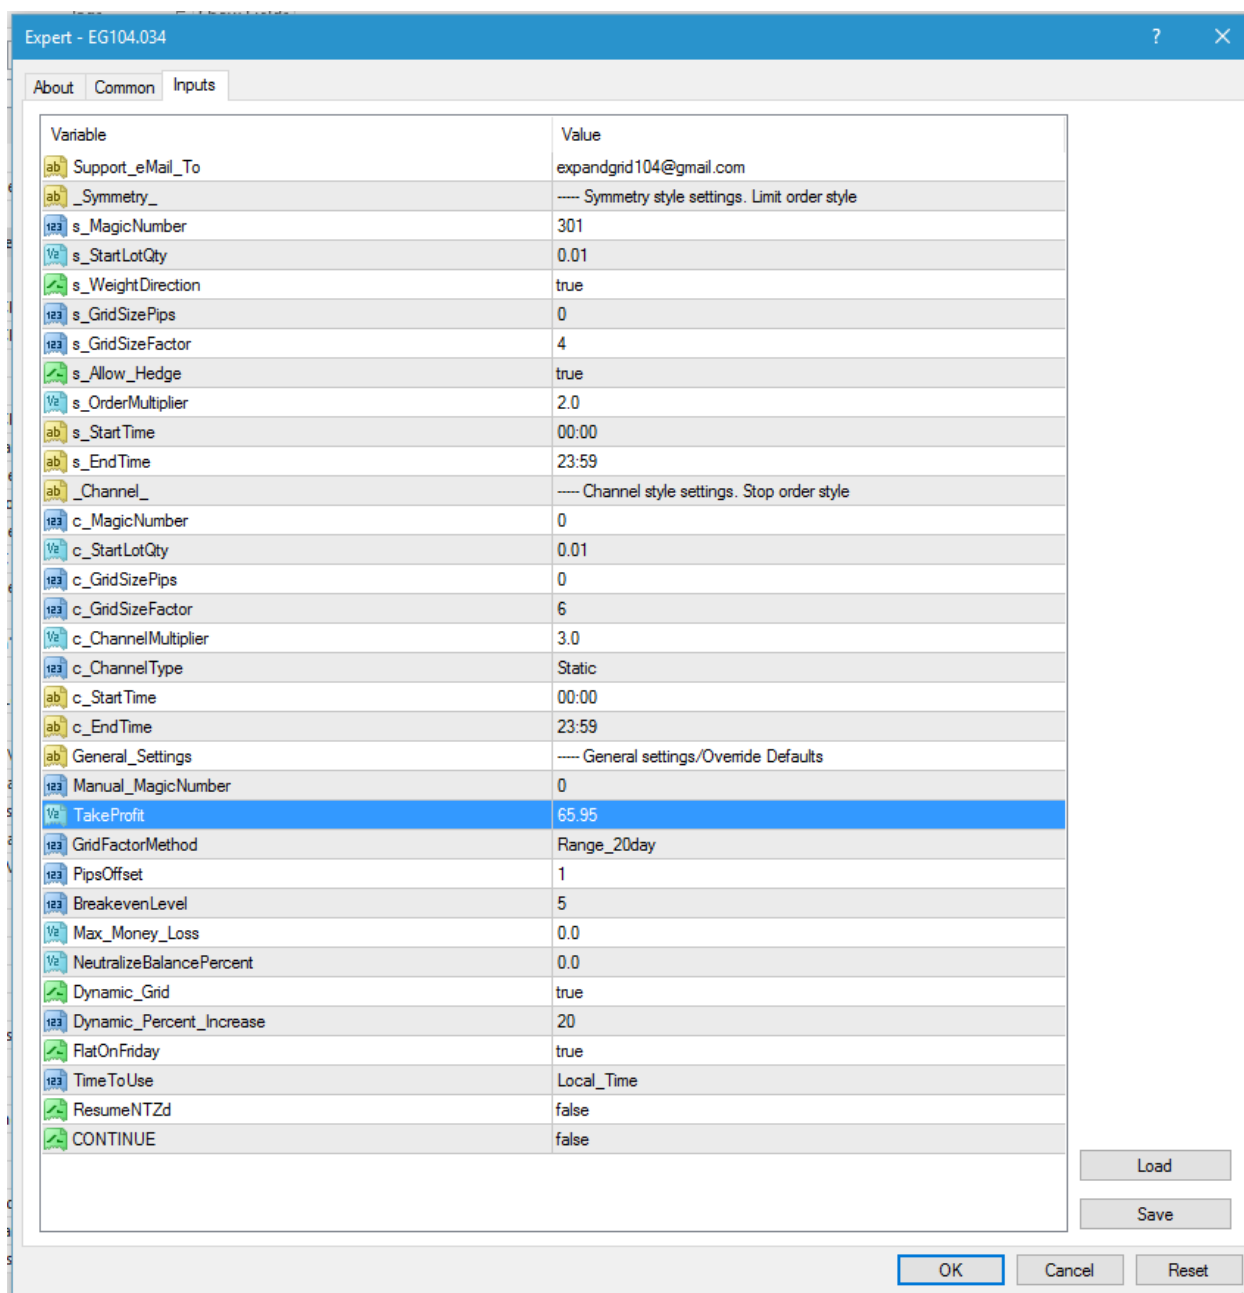 Expert - EG104.034 ?
About Common Inputs
Variable Value
Support_eMail_To expandgrid104@gmail.com
_Symmetry_ ----- Symmetry style settings. Limit order style
s_MagicNumber 301
s_StartLotQty 0.01
s_WeightDirection true
s_GridSizePips 0
s_GridSizeFactor 4
s_Allow_Hedge true
s_OrderMultiplier 2.0
s_StartTime 00:00
s_EndTime 23:59
_Channel_ ----- Channel style settings. Stop order style
c_MagicNumber 0
c_StartLotQty 0.01
c_GridSizePips 0
c_GridSizeFactor 6
c_ChannelMultiplier 3.0
c_ChannelType Static
c_StartTime 00:00
c_EndTime 23:59
General_Settings ----- General settings/Override Defaults
Manual_MagicNumber 0
TakeProfit 65.95
GridFactorMethod Range_20day
PipsOffset 1
BreakevenLevel 5
Max_Money_Loss 0.0
NeutralizeBalancePercent 0.0
Dynamic_Grid true
Dynamic_Percent_Increase 20
FlatOnFriday true
TimeToUse Local_Time
ResumeNTZd false
CONTINUE false
Load
Save
OK Cancel Reset